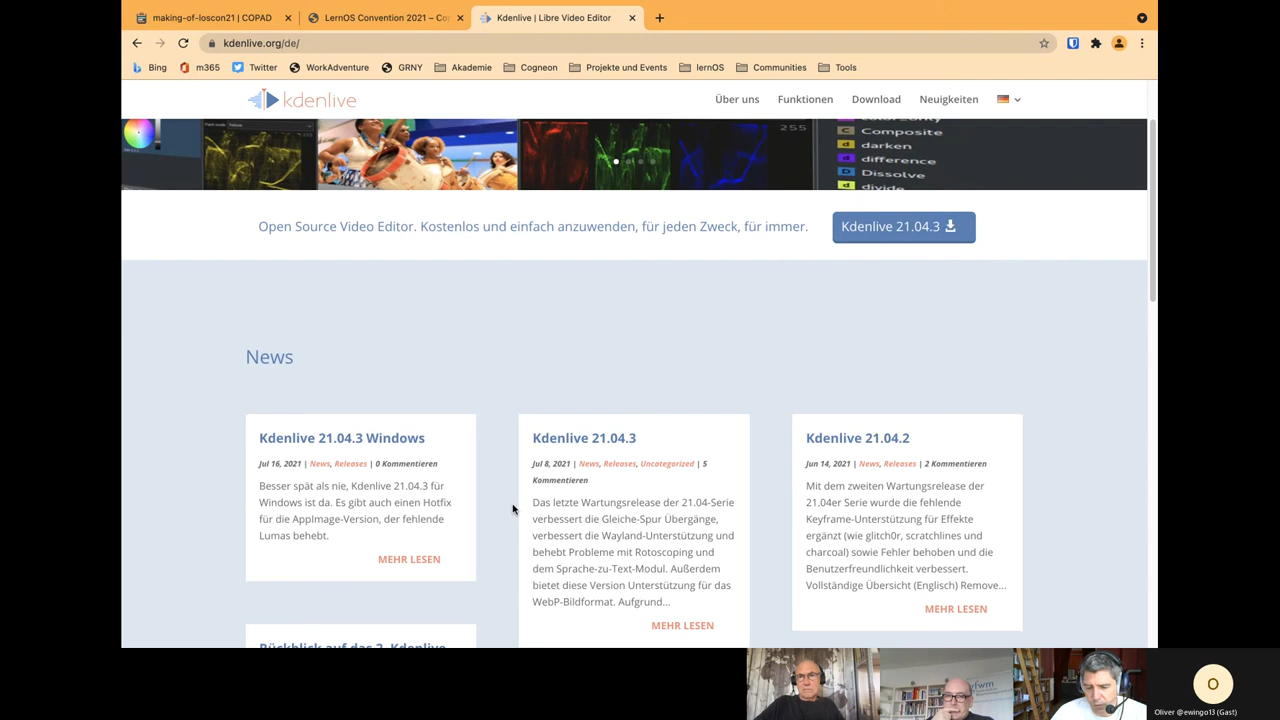 making-of-loscon21 | COPAD
LernOS Convention 2021 – Co
Kdenlive | Libre Video Editor
kdenlive.org/de/
Bing
m365
Twitter
WorkAdventure
GRNY
Akademie
Cogneon
Projekte und Events
lernOS
Communities
Tools
kdenlive
Über uns
Funktionen
Download
Neuigkeiten
255
Composite
darken
difference
Dissolve
divide
Open Source Video Editor. Kostenlos und einfach anzuwenden, für jeden Zweck, für immer.
Kdenlive 21.04.3
News
Kdenlive 21.04.3 Windows
Jul 16, 2021 | News, Releases | 0 Kommentieren
Besser spät als nie, Kdenlive 21.04.3 für
Windows ist da. Es gibt auch einen Hotfix
für die AppImage-Version, der fehlende
Lumas behebt.
MEHR LESEN
Kdenlive 21.04.3
Jul 8, 2021 | News, Releases, Uncategorized | 5
Kommentieren
Das letzte Wartungsrelease der 21.04-Serie
verbessert die Gleiche-Spur Übergänge,
verbessert die Wayland-Unterstützung und
behebt Probleme mit Rotoscoping und
dem Sprache-zu-Text-Modul. Außerdem
bietet diese Version Unterstützung für das
WebP-Bildformat. Aufgrund...
MEHR LESEN
Kdenlive 21.04.2
Jun 14, 2021 | News, Releases | 2 Kommentieren
Mit dem zweiten Wartungsrelease der
21.04er Serie wurde die fehlende
Keyframe-Unterstützung für Effekte
ergänzt (wie glitch0r, scratchlines und
charcoal) sowie Fehler behoben und die
Benutzerfreundlichkeit verbessert.
Vollständige Übersicht (Englisch) Remove...
MEHR LESEN
Rückblick auf das 2. Kdenlive
O
Oliver @ewingo13 (Gast)